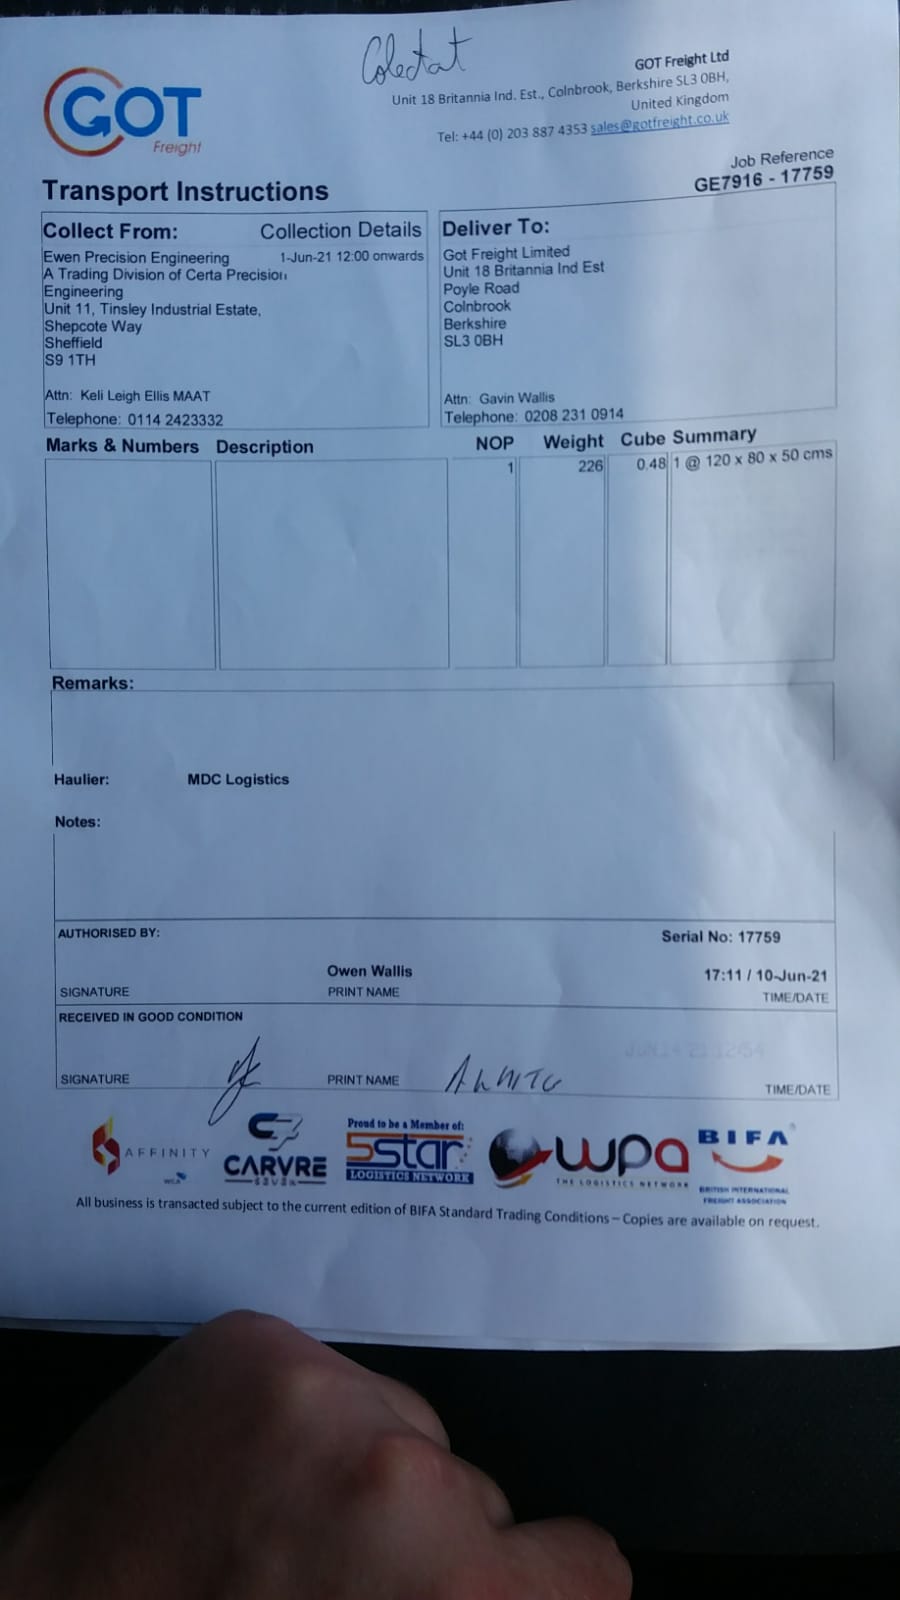 Colectat
GOT
Freight
GOT Freight Ltd
Unit 18 Britannia Ind. Est., Colnbrook, Berkshire SL3 0BH,
United Kingdom
Tel: +44 (0) 203 887 4353 sales@gotfreight.co.uk
Job Reference
GE7916 - 17759
Transport Instructions
Collect From: Collection Details
Ewen Precision Engineering 1-Jun-21 12:00 onwards
A Trading Division of Certa Precision
Engineering
Unit 11, Tinsley Industrial Estate,
Shepcote Way
Sheffield
S9 1TH
Attn: Keli Leigh Ellis MAAT
Telephone: 0114 2423332
Deliver To:
Got Freight Limited
Unit 18 Britannia Ind Est
Poyle Road
Colnbrook
Berkshire
SL3 0BH
Attn: Gavin Wallis
Telephone: 0208 231 0914
Marks & Numbers Description NOP Weight Cube Summary
1 226 0.48 1 @ 120 x 80 x 50 cms
Remarks:
Haulier: MDC Logistics
Notes:
AUTHORISED BY: Serial No: 17759
Owen Wallis 17:11 / 10-Jun-21
SIGNATURE PRINT NAME TIME/DATE
RECEIVED IN GOOD CONDITION
JUN 14 '21 12:54
SIGNATURE PRINT NAME TIME/DATE
AFFINITY
WCA
CARVRE
Proud to be a Member of:
5star
LOGISTICS NETWORK
wpa
THE LOGISTICS NETWORK
BIFA
BRITISH INTERNATIONAL
FREIGHT ASSOCIATION
All business is transacted subject to the current edition of BIFA Standard Trading Conditions – Copies are available on request.